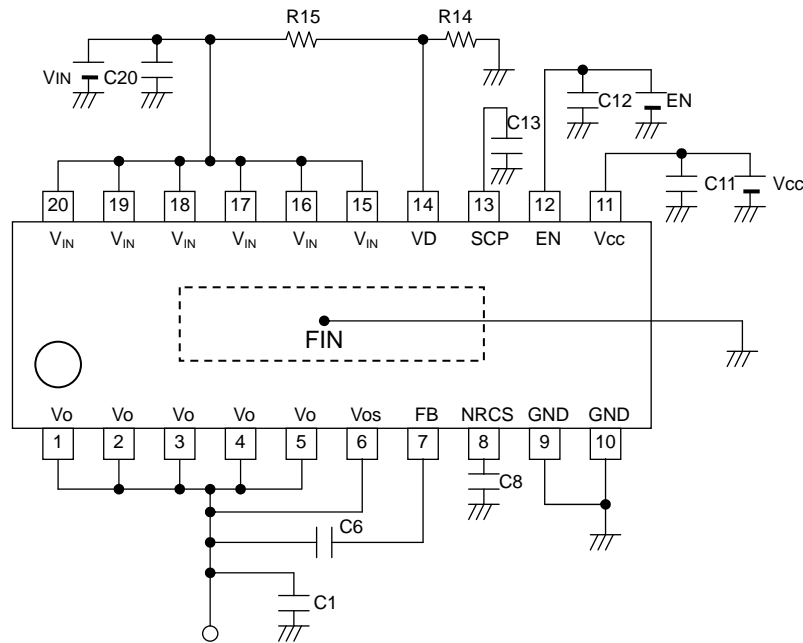 R15 R14
VIN C20 C12 EN
C13
C11 Vcc
20 19 18 17 16 15 14 13 12 11
VIN VIN VIN VIN VIN VIN VD SCP EN Vcc
FIN
Vo Vo Vo Vo Vo Vos FB NRCS GND GND
1 2 3 4 5 6 7 8 9 10
C8
C6
C1